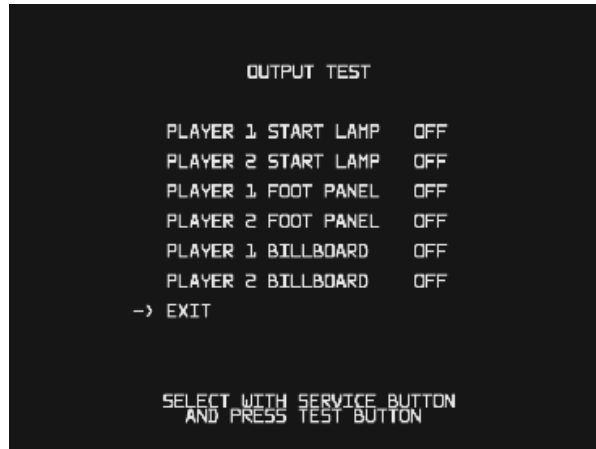 OUTPUT TEST
PLAYER 1 START LAMP OFF
PLAYER 2 START LAMP OFF
PLAYER 1 FOOT PANEL OFF
PLAYER 2 FOOT PANEL OFF
PLAYER 1 BILLBOARD OFF
PLAYER 2 BILLBOARD OFF
-> EXIT
SELECT WITH SERVICE BUTTON
AND PRESS TEST BUTTON